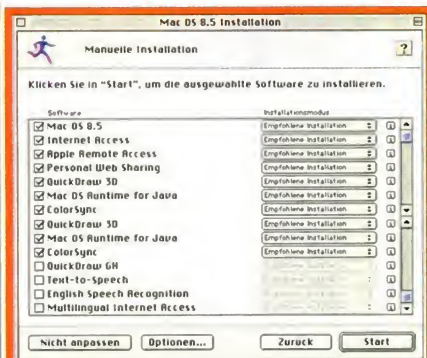 Mac OS 8.5 Installation
Manuelle Installation
?
Klicken Sie in "Start", um die ausgewählte Software zu installieren.
Software Installationsmodus
Mac OS 8.5 Empfohlene Installation
Internet Access Empfohlene Installation
Apple Remote Access Empfohlene Installation
Personal Web Sharing Empfohlene Installation
QuickDraw 3D Empfohlene Installation
Mac OS Runtime for Java Empfohlene Installation
ColorSync Empfohlene Installation
QuickDraw 3D Empfohlene Installation
Mac OS Runtime for Java Empfohlene Installation
ColorSync Empfohlene Installation
QuickDraw GX
Text-to-Speech
English Speech Recognition
Multilingual Internet Access
Nicht anpassen Optionen... Zurück Start